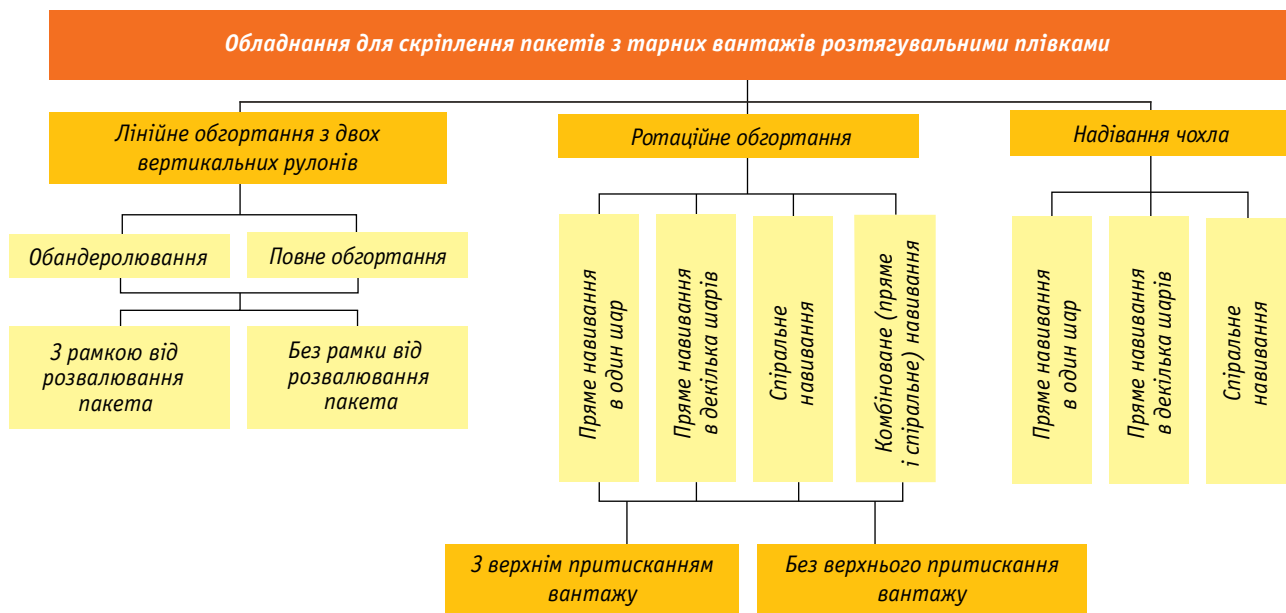 Обладнання для скріплення пакетів з тарних вантажів розтягувальними плівками
Лінійне обгортання з двох
вертикальних рулонів
Ротаційне обгортання
Надівання чохла
Обандеролювання
Повне обгортання
З рамкою від
розвалювання
пакета
Без рамки від
розвалювання
пакета
Пряме навивання
в один шар
Пряме навивання
в декілька шарів
Спіральне
навивання
Комбіноване (пряме
і спіральне) навивання
Пряме навивання
в один шар
Пряме навивання
в декілька шарів
Спіральне
навивання
З верхнім притисканням
вантажу
Без верхнього притискання
вантажу